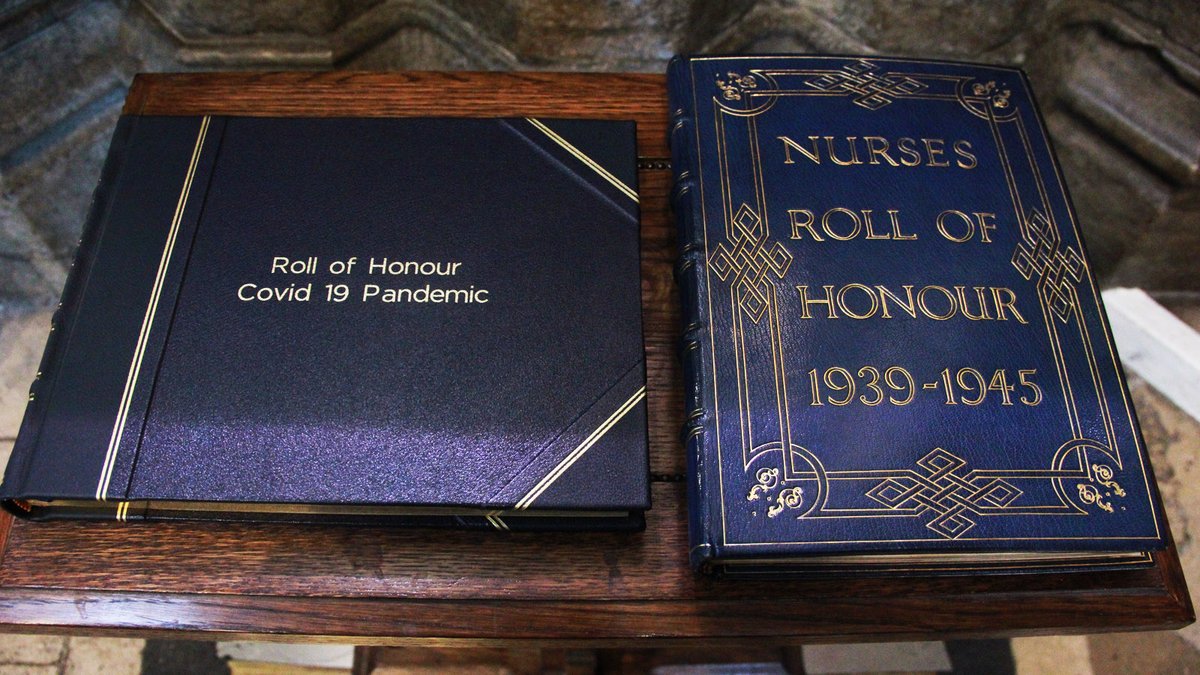 Roll of Honour
Covid 19 Pandemic
NURSES
ROLL OF
HONOUR
1939-1945